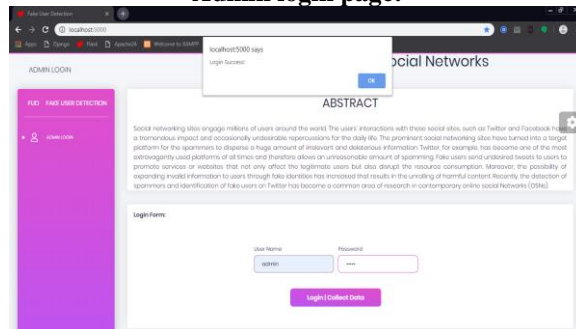 Admin login page.
Fake User Detection
localhost:5000
Apps Django Flask Apache24 Welcome to XAMPP
localhost:5000 says
Login Success
OK
ADMIN LOGIN
ocial Networks
FUD FAKE USER DETECTION
ADMIN LOGIN
ABSTRACT
Social networking sites engage millions of users around the world. The users' interactions with these social sites, such as Twitter and Facebook have
a tremendous impact and occasionally undesirable repercussions for the daily life. The prominent social networking sites have turned into a target
platform for the spammers to disperse a huge amount of irrelevant and deleterious information. Twitter, for example, has become one of the most
extravagantly used platforms of all times and therefore allows an unreasonable amount of spamming. Fake users send undesired tweets to users to
promote services or websites that not only affect the legitimate users but also disrupt the resource consumption. Moreover, the possibility of
expanding invalid information to users through fake identities has increased that results in the unrolling of harmful content. Recently, the detection of
spammers and identification of fake users on Twitter has become a common area of research in contemporary online social Networks (OSNs).
Login Form:
User Name Password
admin ····
Login | Collect Data